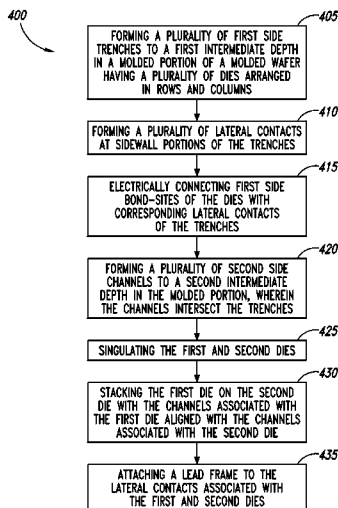 400
405
FORMING A PLURALITY OF FIRST SIDE
TRENCHES TO A FIRST INTERMEDIATE DEPTH
IN A MOLDED PORTION OF A MOLDED WAFER
HAVING A PLURALITY OF DIES ARRANGED
IN ROWS AND COLUMNS
410
FORMING A PLURALITY OF LATERAL CONTACTS
AT SIDEWALL PORTIONS OF THE TRENCHES
415
ELECTRICALLY CONNECTING FIRST SIDE
BOND-SITES OF THE DIES WITH
CORRESPONDING LATERAL CONTACTS
OF THE TRENCHES
420
FORMING A PLURALITY OF SECOND SIDE
CHANNELS TO A SECOND INTERMEDIATE
DEPTH IN THE MOLDED PORTION, WHEREIN
THE CHANNELS INTERSECT THE TRENCHES
425
SINGULATING THE FIRST AND SECOND DIES
430
STACKING THE FIRST DIE ON THE SECOND
DIE WITH THE CHANNELS ASSOCIATED WITH
THE FIRST DIE ALIGNED WITH THE CHANNELS
ASSOCIATED WITH THE SECOND DIE
435
ATTACHING A LEAD FRAME TO THE
LATERAL CONTACTS ASSOCIATED WITH
THE FIRST AND SECOND DIES